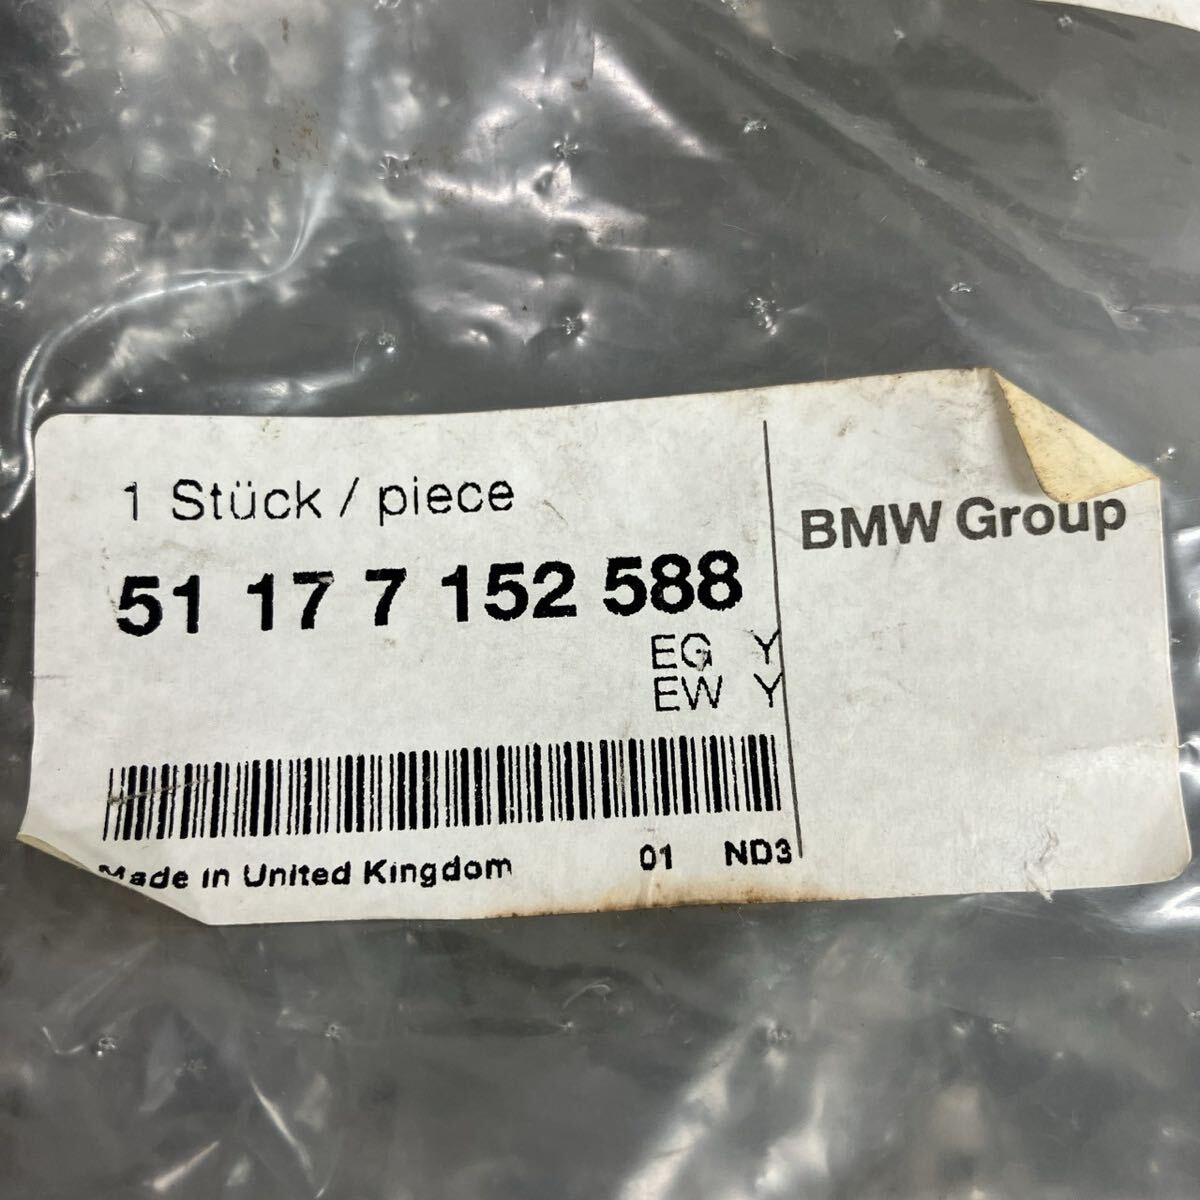 1 Stück / piece
BMW Group
51 17 7 152 588
EG Y
EW Y
Made in United Kingdom 01 ND3